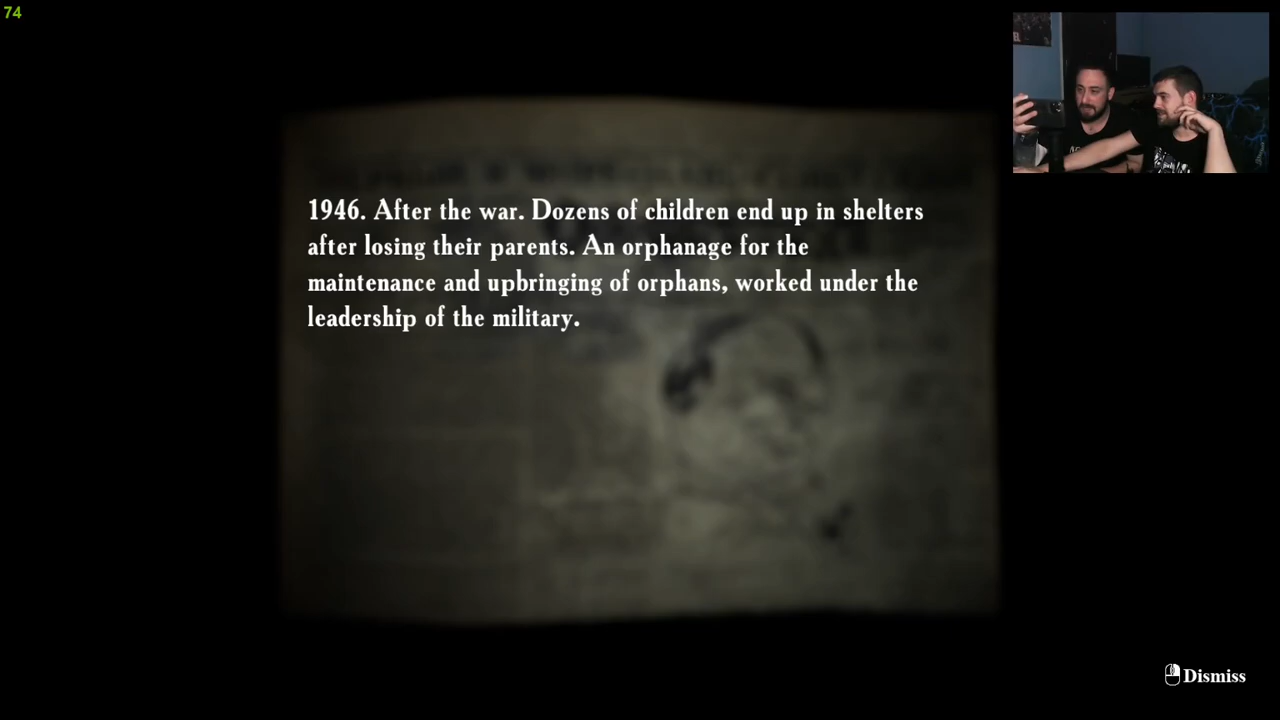 74
1946. After the war. Dozens of children end up in shelters
after losing their parents. An orphanage for the
maintenance and upbringing of orphans, worked under the
leadership of the military.
Dismiss